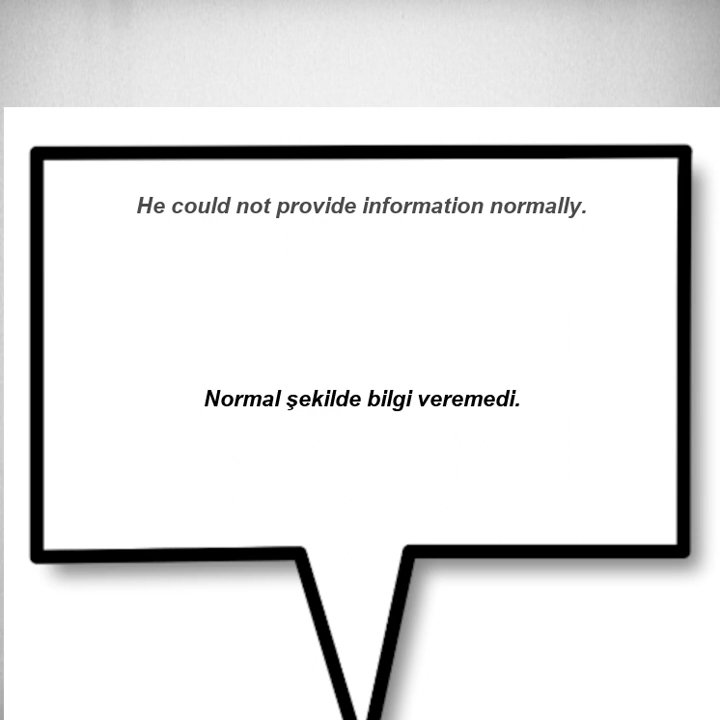 He could not provide information normally.
Normal şekilde bilgi veremedi.